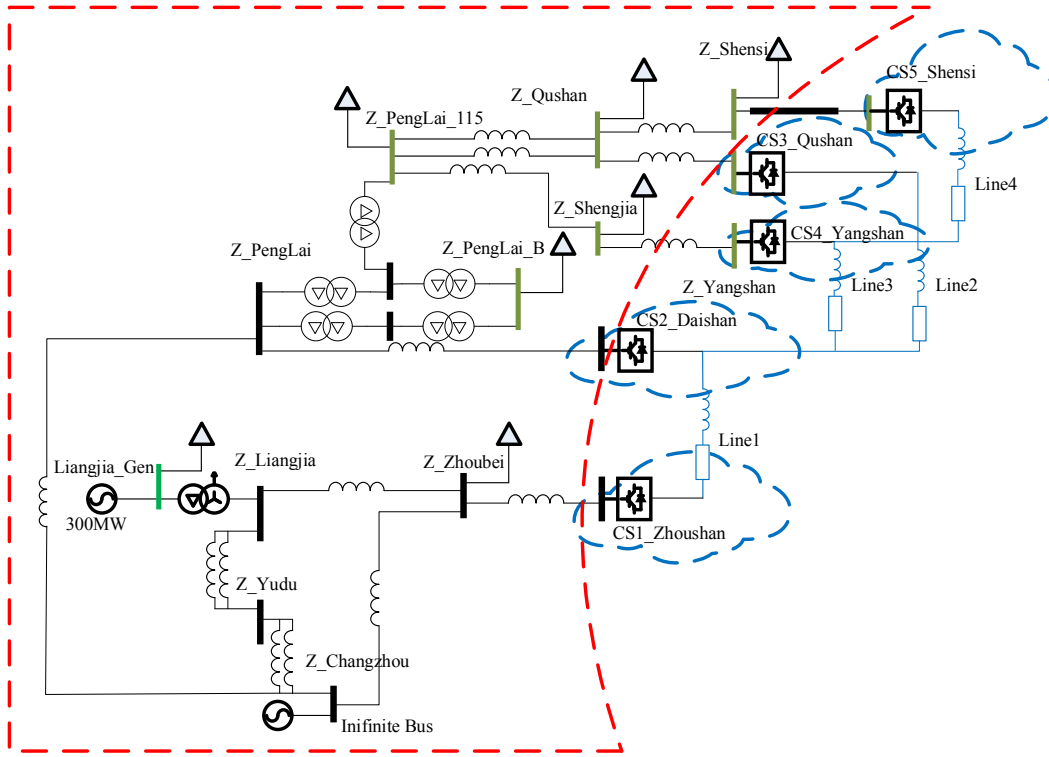 Z_Shensi
CS5_Shensi
Z_Qushan
Z_PengLai_115
CS3_Qushan
Line4
Z_Shengjia
CS4_Yangshan
Z_PengLai
Z_PengLai_B
Z_Yangshan
Line3
Line2
CS2_Daishan
Line1
Liangjia_Gen
Z_Liangjia
Z_Zhoubei
300MW
CS1_Zhoushan
Z_Yudu
Z_Changzhou
Inifinite Bus